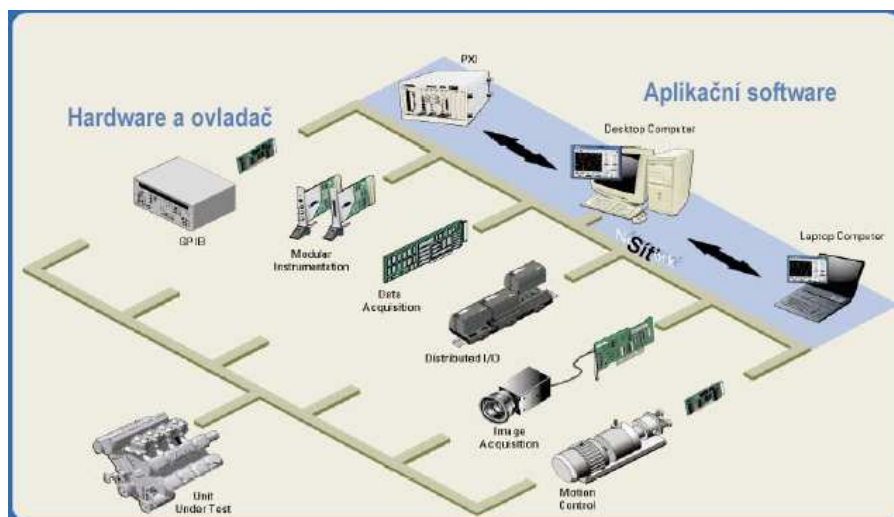 PXI
Aplikační software
Hardware a ovladač
Desktop Computer
GPIB
Modular
Instrumentation
Síť
Laptop Computer
Data
Acquisition
Distributed I/O
Image
Acquisition
Unit
Under Test
Motion
Control